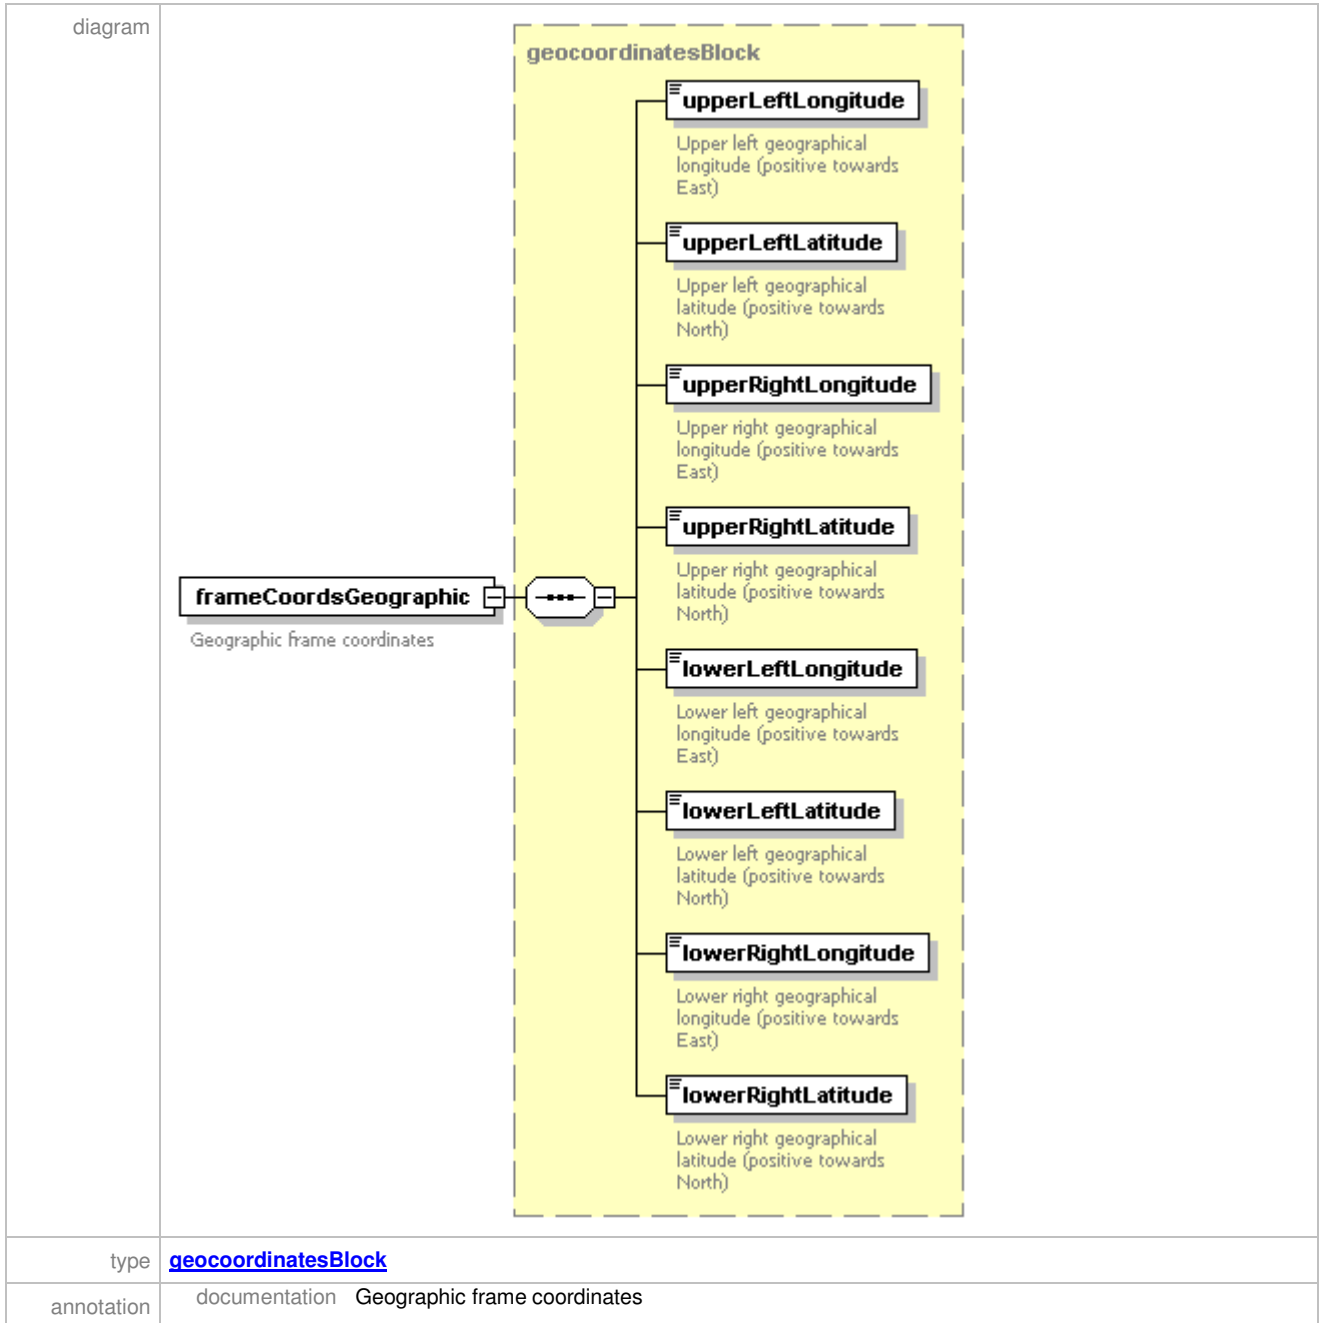 diagram
geocoordinatesBlock
upperLeftLongitude
Upper left geographical
longitude (positive towards
East)
upperLeftLatitude
Upper left geographical
latitude (positive towards
North)
upperRightLongitude
Upper right geographical
longitude (positive towards
East)
upperRightLatitude
Upper right geographical
latitude (positive towards
North)
frameCoordsGeographic
Geographic frame coordinates
lowerLeftLongitude
Lower left geographical
longitude (positive towards
East)
lowerLeftLatitude
Lower left geographical
latitude (positive towards
North)
lowerRightLongitude
Lower right geographical
longitude (positive towards
East)
lowerRightLatitude
Lower right geographical
latitude (positive towards
North)
type geocoordinatesBlock
annotation documentation Geographic frame coordinates